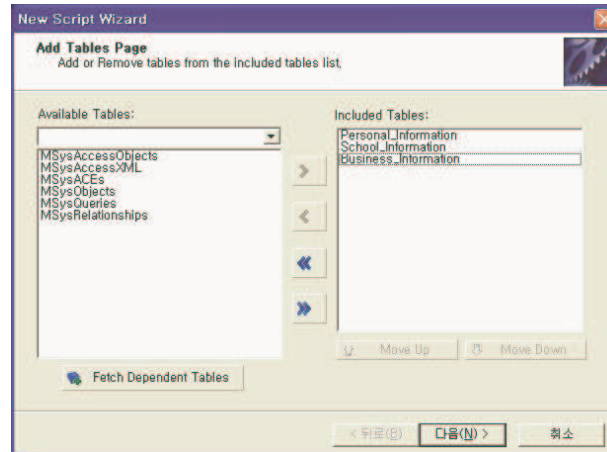 New Script Wizard
Add Tables Page
Add or Remove tables from the included tables list,
Available Tables:
MSysAccessObjects
MSysAccessXML
MSysACEs
MSysObjects
MSysQueries
MSysRelationships
Fetch Dependent Tables
Included Tables:
Personal_Information
School_Information
Business_Information
Move Up
Move Down
< 뒤로(B)
다음(N) >
취소